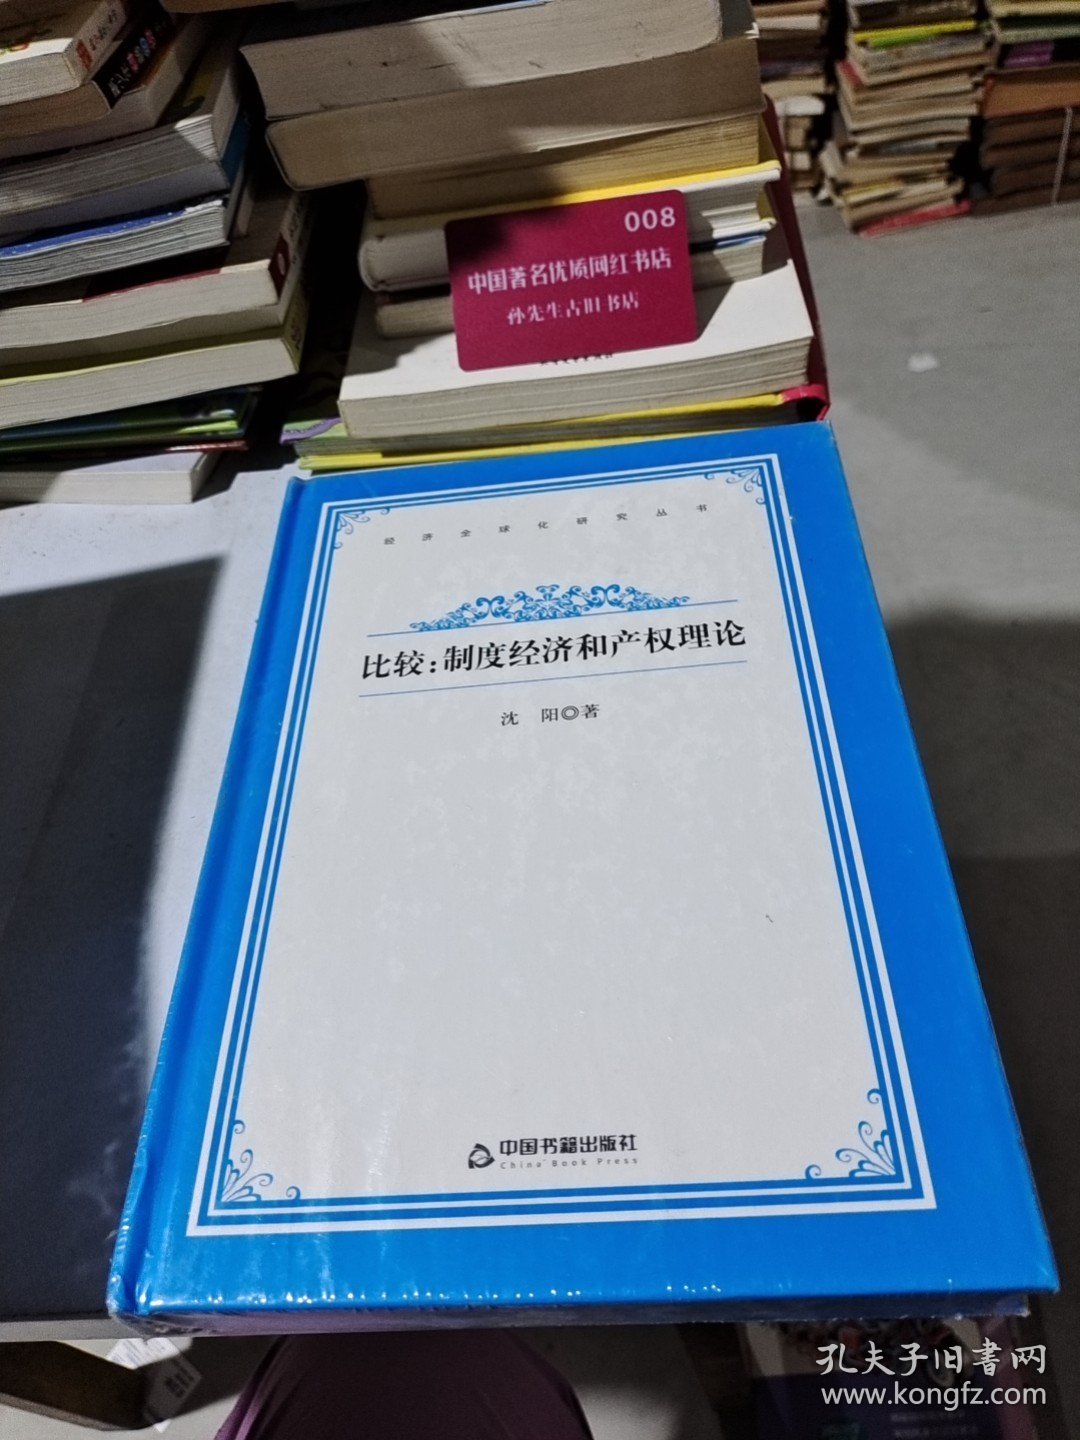 008
中国著名优质网红书店
孙先生古旧书店
经济全球化研究丛书
比较：制度经济和产权理论
沈 阳◎著
中国书籍出版社
China Book Press
孔夫子旧書网
www.kongfz.com